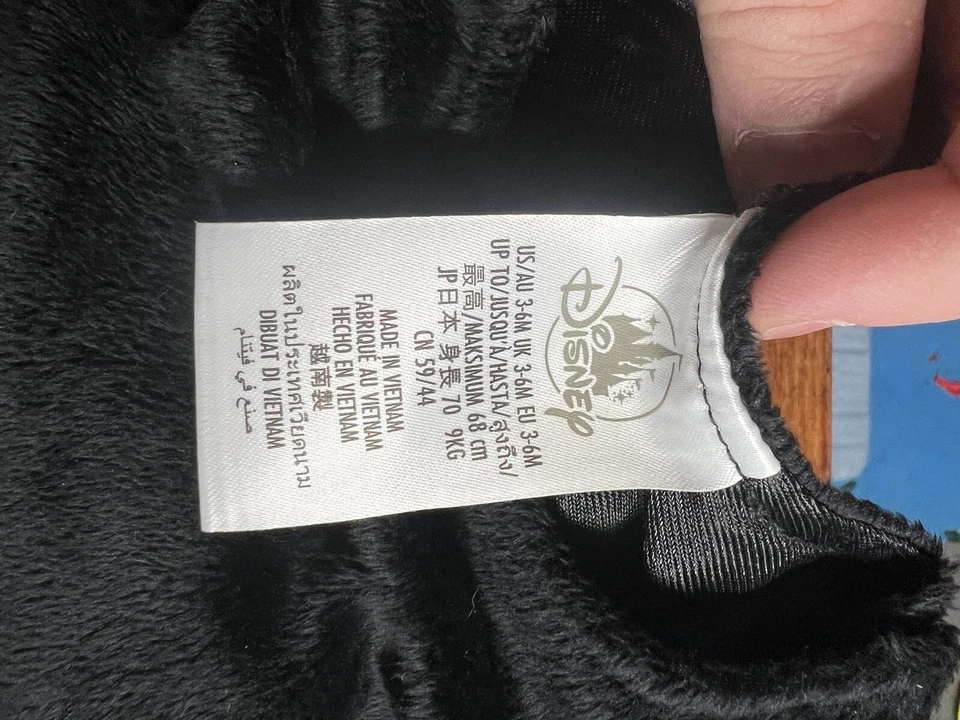 Disney
US/AU 3-6M UK 3-6M EU 3-6M
UP TO/JUSQU'À/HASTA/สูงถึง/
最高/MAKSIMUM 68 cm
JP日本 身長 70 9KG
CN 59/44
MADE IN VIETNAM
FABRIQUÉ AU VIETNAM
HECHO EN VIETNAM
越南製
ผลิตในประเทศเวียดนาม
DIBUAT DI VIETNAM
صنع في فيتنام